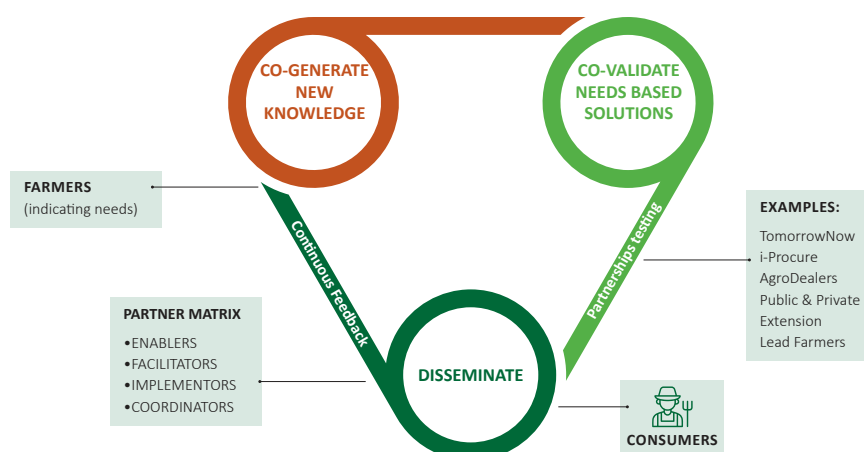 CO-GENERATE
NEW
KNOWLEDGE
CO-VALIDATE
NEEDS BASED
SOLUTIONS
FARMERS
(indicating needs)
Continuous Feedback
Partnerships testing
EXAMPLES:
TomorrowNow
i-Procure
AgroDealers
Public & Private
Extension
Lead Farmers
PARTNER MATRIX
•ENABLERS
•FACILITATORS
•IMPLEMENTORS
•COORDINATORS
DISSEMINATE
CONSUMERS